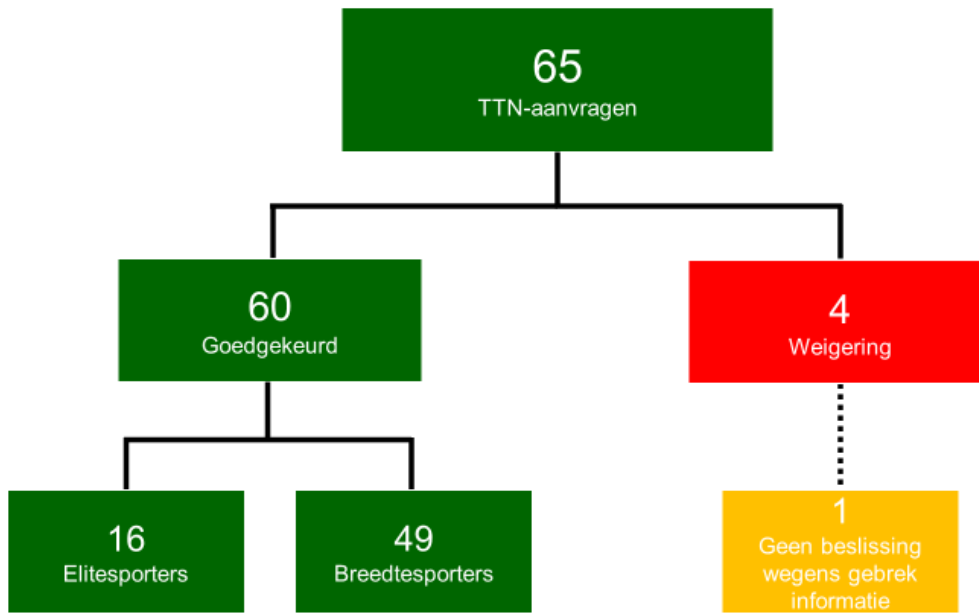 65
TTN-aanvragen
60
Goedgekeurd
4
Weigering
16
Elitesporters
49
Breedtesporters
1
Geen beslissing
wegens gebrek
informatie